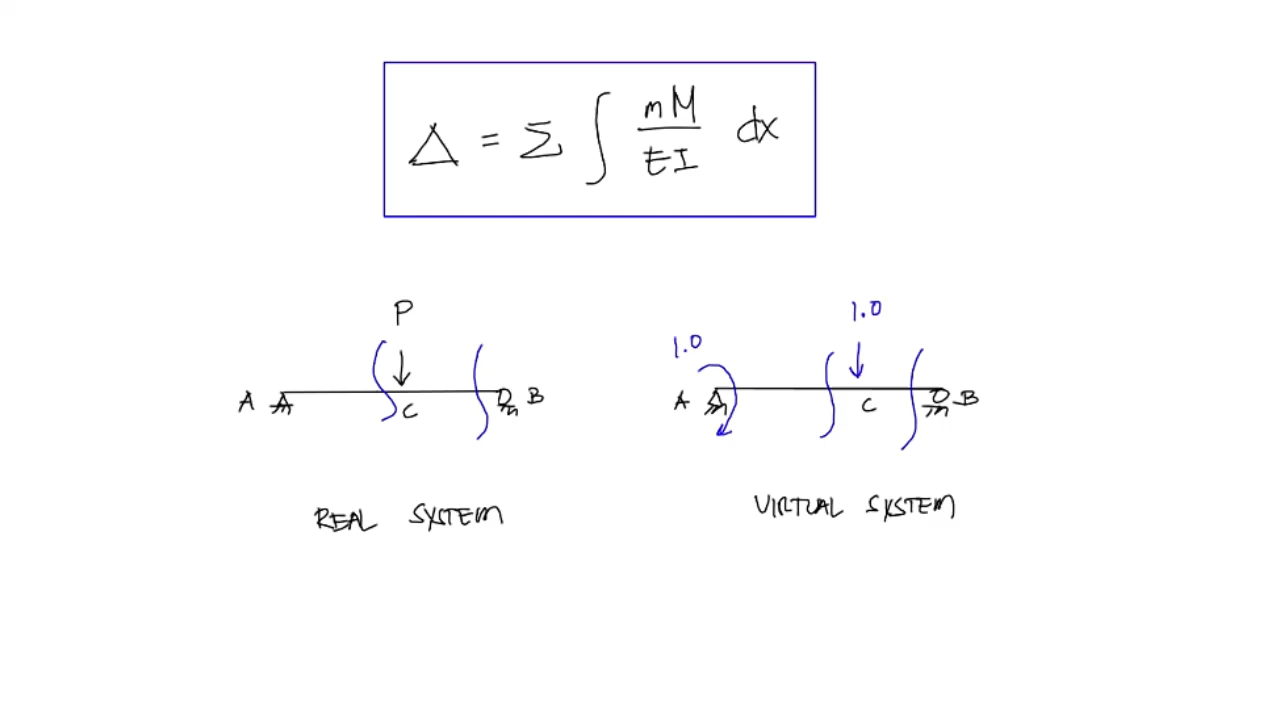 Δ = Σ ∫ mM/EI dx
P
1.0
1.0
A C B
A C B
REAL SYSTEM
VIRTUAL SYSTEM